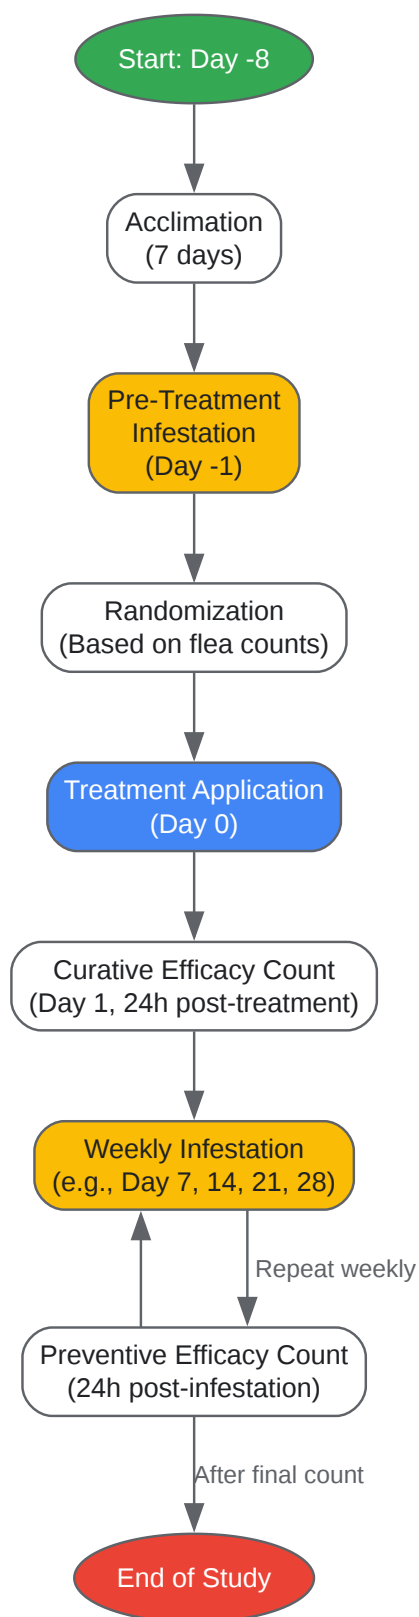 Start: Day -8
Acclimation
(7 days)
Pre-Treatment
Infestation
(Day -1)
Randomization
(Based on flea counts)
Treatment Application
(Day 0)
Curative Efficacy Count
(Day 1, 24h post-treatment)
Weekly Infestation
(e.g., Day 7, 14, 21, 28)
Repeat weekly
Preventive Efficacy Count
(24h post-infestation)
After final count
End of Study